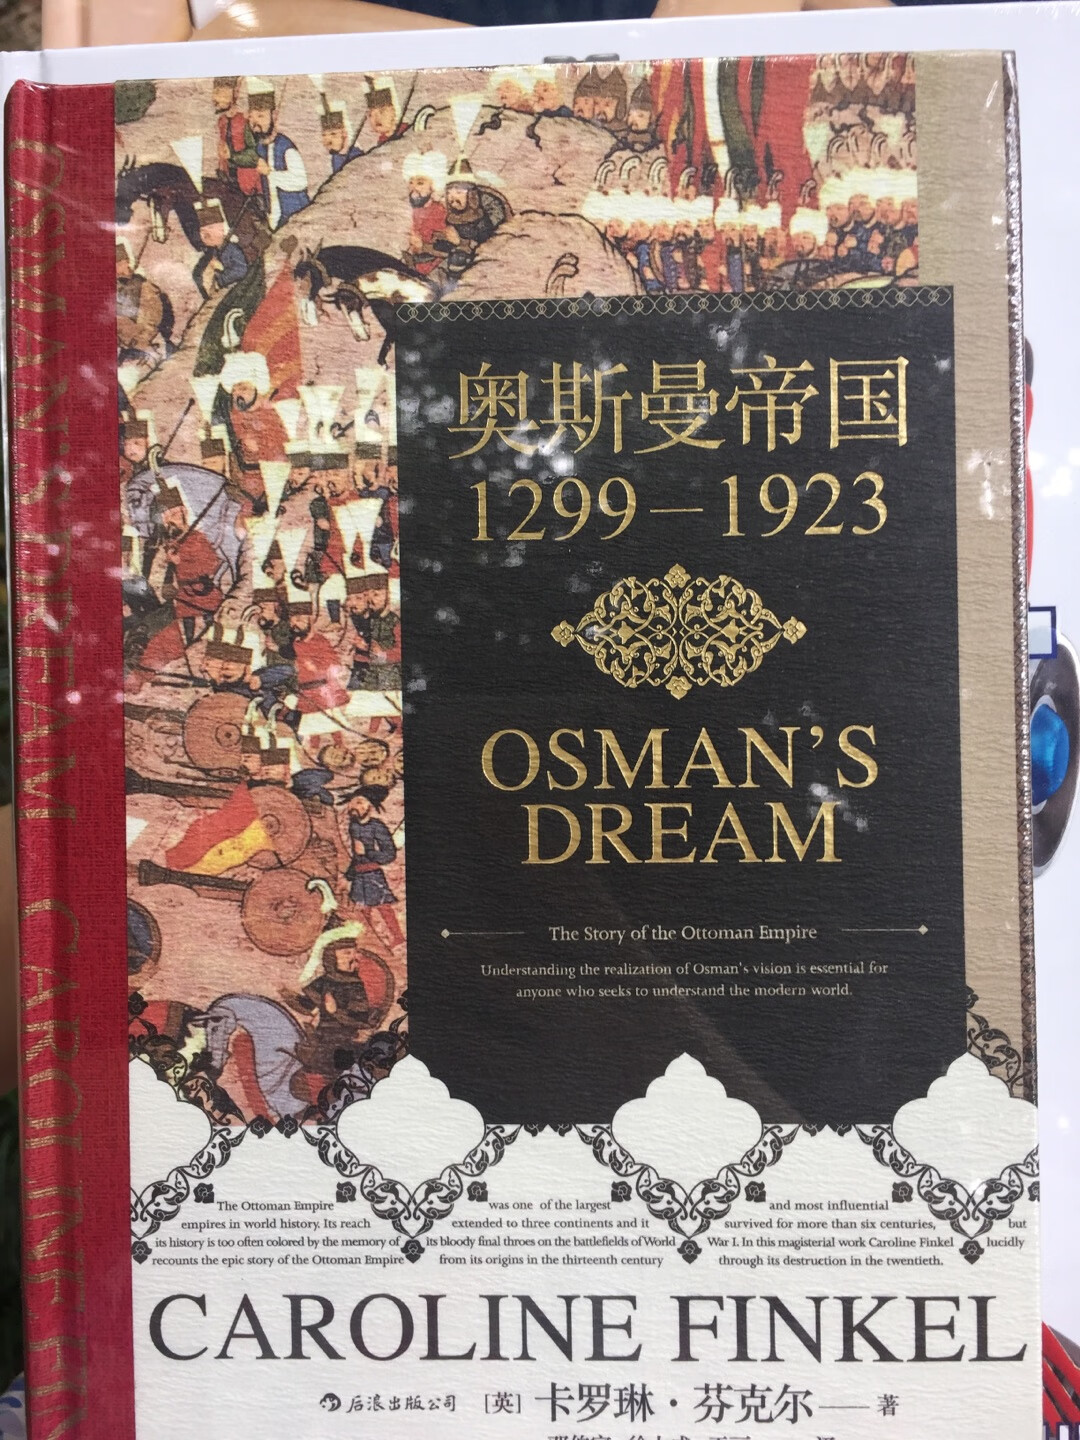 奥斯曼帝国
1299—1923
OSMAN'S
DREAM
The Story of the Ottoman Empire
Understanding the realization of Osman's vision is essential for
anyone who seeks to understand the modern world.
The Ottoman Empire was one of the largest and most influential
empires in world history. Its reach extended to three continents and it survived for more than six centuries, but
its history is too often colored by the memory of its bloody final throes on the battlefields of World War I. In this magisterial work Caroline Finkel lucidly
recounts the epic story of the Ottoman Empire from its origins in the thirteenth century through its destruction in the twentieth.
CAROLINE FINKEL
后浪出版公司 [英] 卡罗琳·芬克尔——著
OSMAN'S DREAM CAROLINE FIN